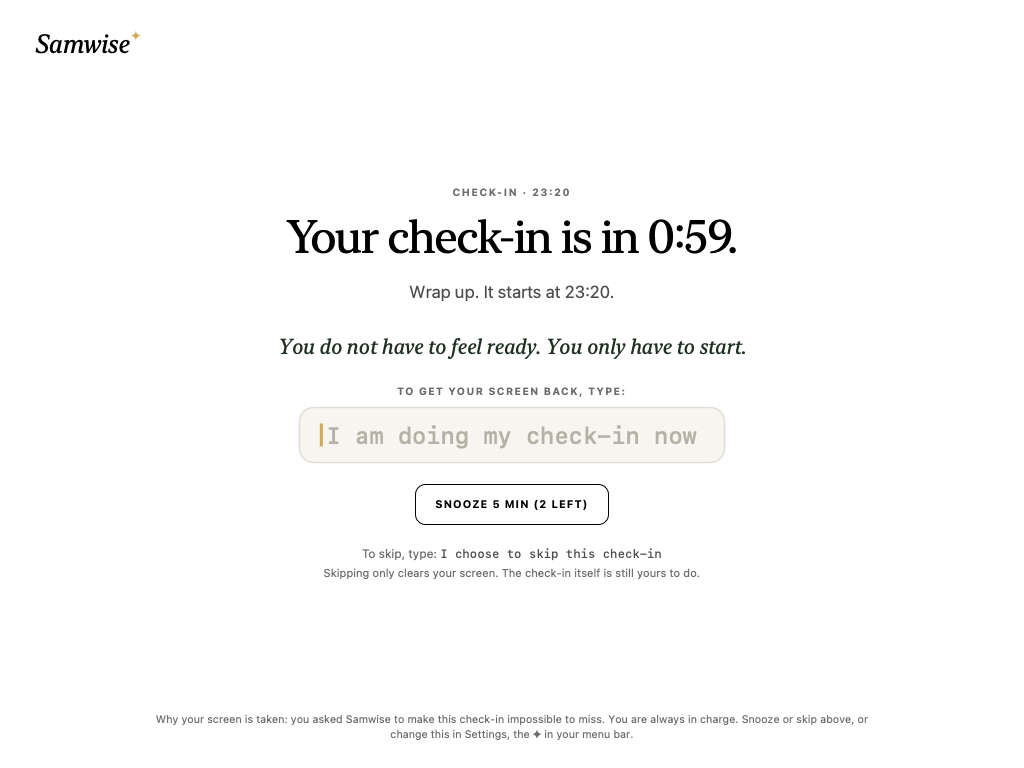 Samwise✦
CHECK-IN · 23:20
Your check-in is in 0:59.
Wrap up. It starts at 23:20.
You do not have to feel ready. You only have to start.
TO GET YOUR SCREEN BACK, TYPE:
I am doing my check-in now
SNOOZE 5 MIN (2 LEFT)
To skip, type: I choose to skip this check-in
Skipping only clears your screen. The check-in itself is still yours to do.
Why your screen is taken: you asked Samwise to make this check-in impossible to miss. You are always in charge. Snooze or skip above, or
change this in Settings, the ✦ in your menu bar.